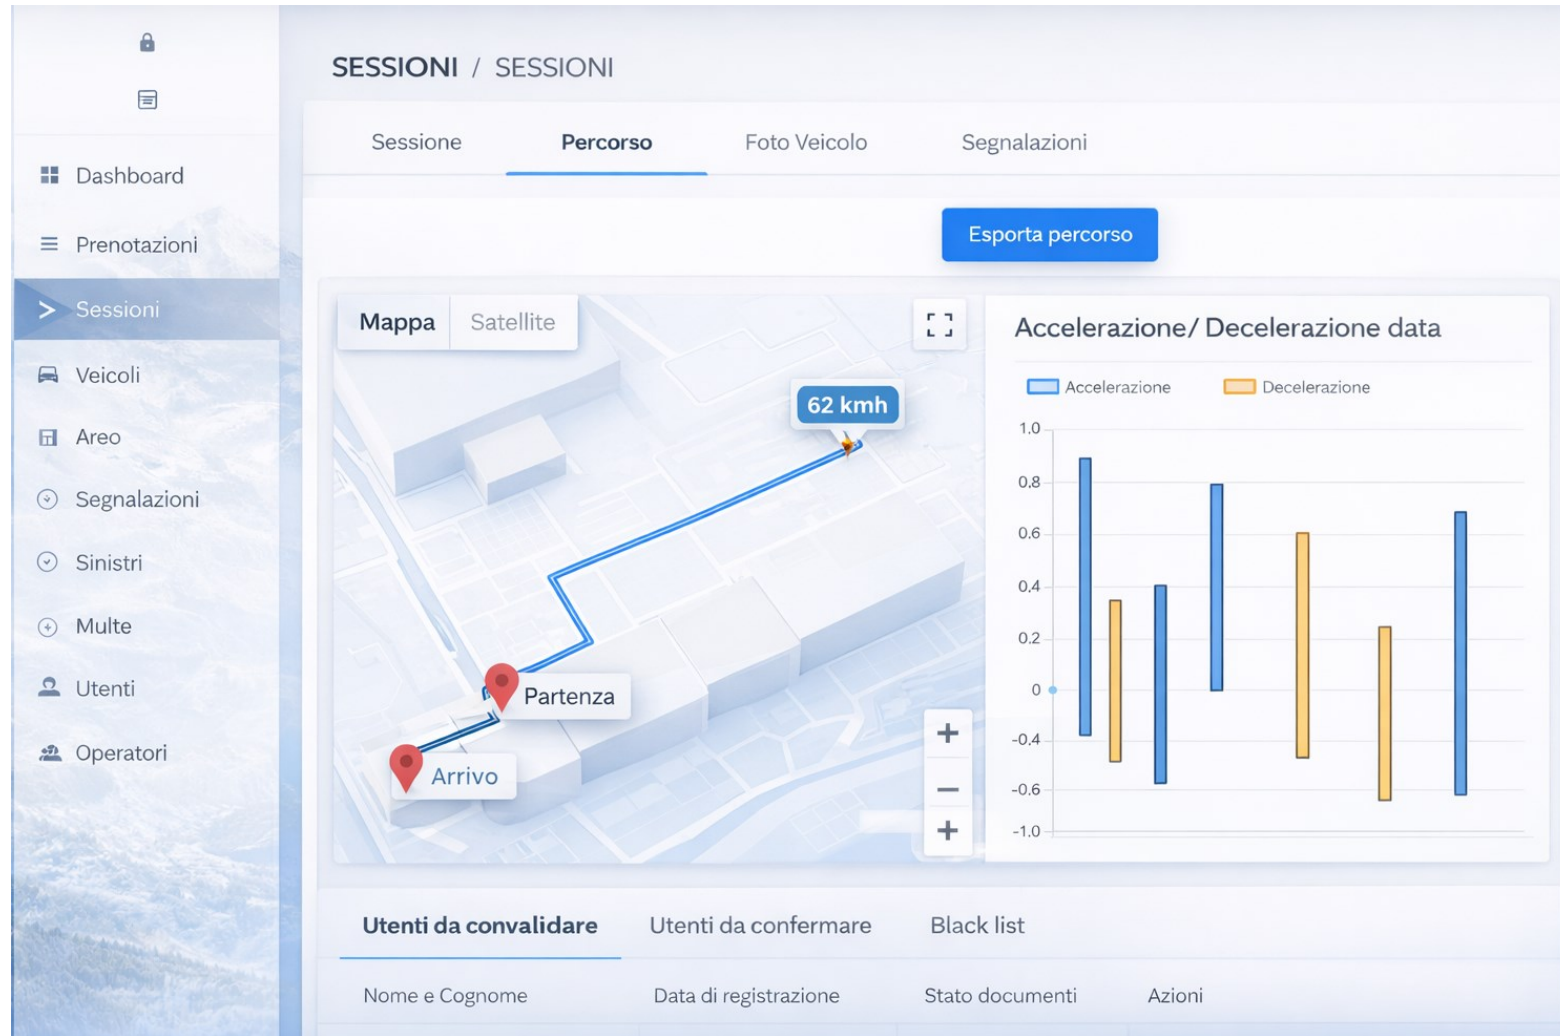 SESSIONI / SESSIONI
Sessione
Percorso
Foto Veicolo
Segnalazioni
Dashboard
Prenotazioni
Sessioni
Veicoli
Areo
Segnalazioni
Sinistri
Multe
Utenti
Operatori
Esporta percorso
Mappa
Satellite
62 kmh
Partenza
Arrivo
+
−
+
Accelerazione/ Decelerazione data
Accelerazione
Decelerazione
1.0
0.8
0.6
0.4
0.2
0
-0.4
-0.6
-1.0
Utenti da convalidare
Utenti da confermare
Black list
Nome e Cognome
Data di registrazione
Stato documenti
Azioni